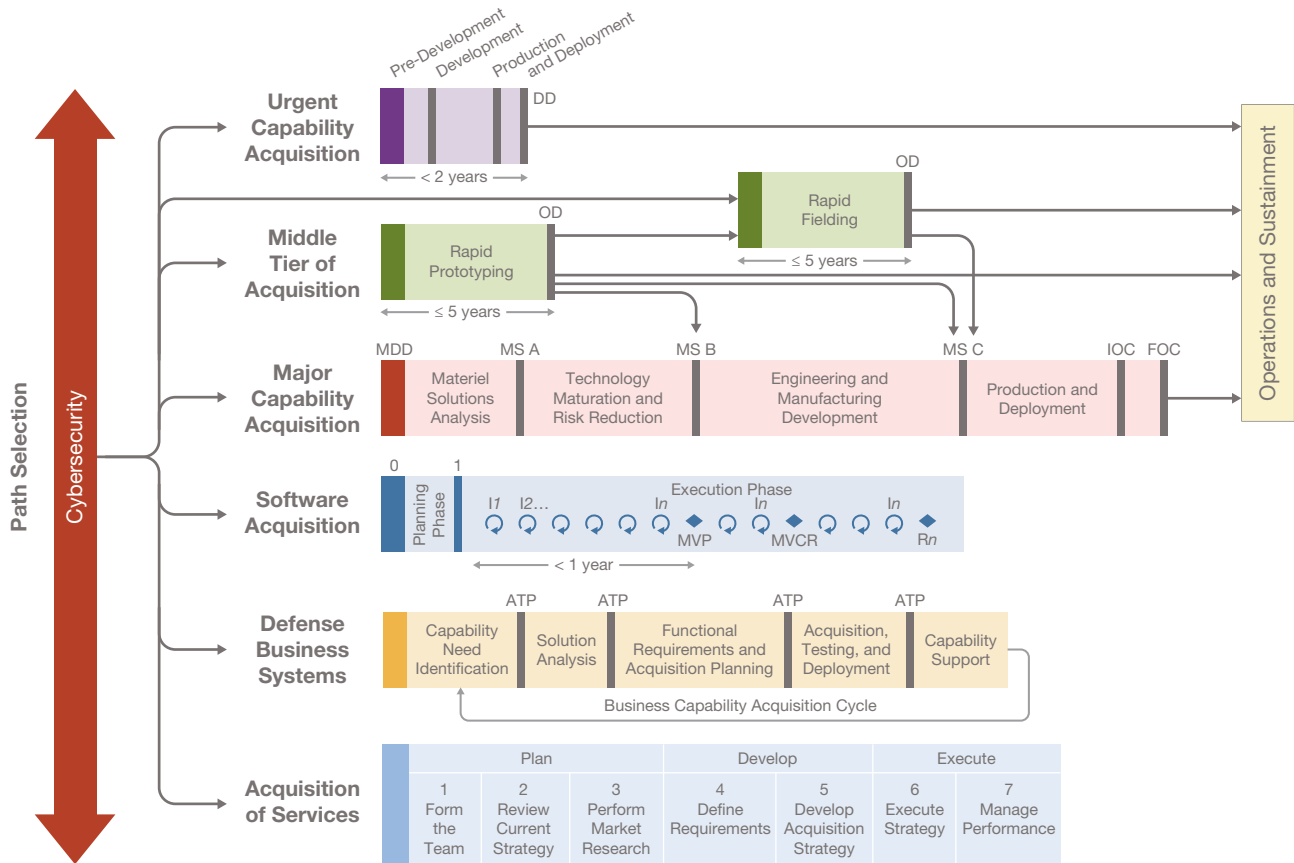 Pre-Development
Development
Production
and Deployment
Urgent
Capability
Acquisition
DD
< 2 years
Middle
Tier of
Acquisition
Rapid
Prototyping
OD
≤ 5 years
Rapid
Fielding
OD
≤ 5 years
Operations and Sustainment
Path Selection
Cybersecurity
Major
Capability
Acquisition
MDD
MS A
MS B
MS C
IOC
FOC
Materiel
Solutions
Analysis
Technology
Maturation and
Risk Reduction
Engineering and
Manufacturing
Development
Production and
Deployment
Software
Acquisition
0
1
Planning
Phase
Execution Phase
I1
I2...
In
In
In
MVP
MVCR
Rn
< 1 year
Defense
Business
Systems
ATP
ATP
ATP
ATP
Capability
Need
Identification
Solution
Analysis
Functional
Requirements and
Acquisition Planning
Acquisition,
Testing, and
Deployment
Capability
Support
Business Capability Acquisition Cycle
Acquisition
of Services
Plan
Develop
Execute
1
Form
the
Team
2
Review
Current
Strategy
3
Perform
Market
Research
4
Define
Requirements
5
Develop
Acquisition
Strategy
6
Execute
Strategy
7
Manage
Performance